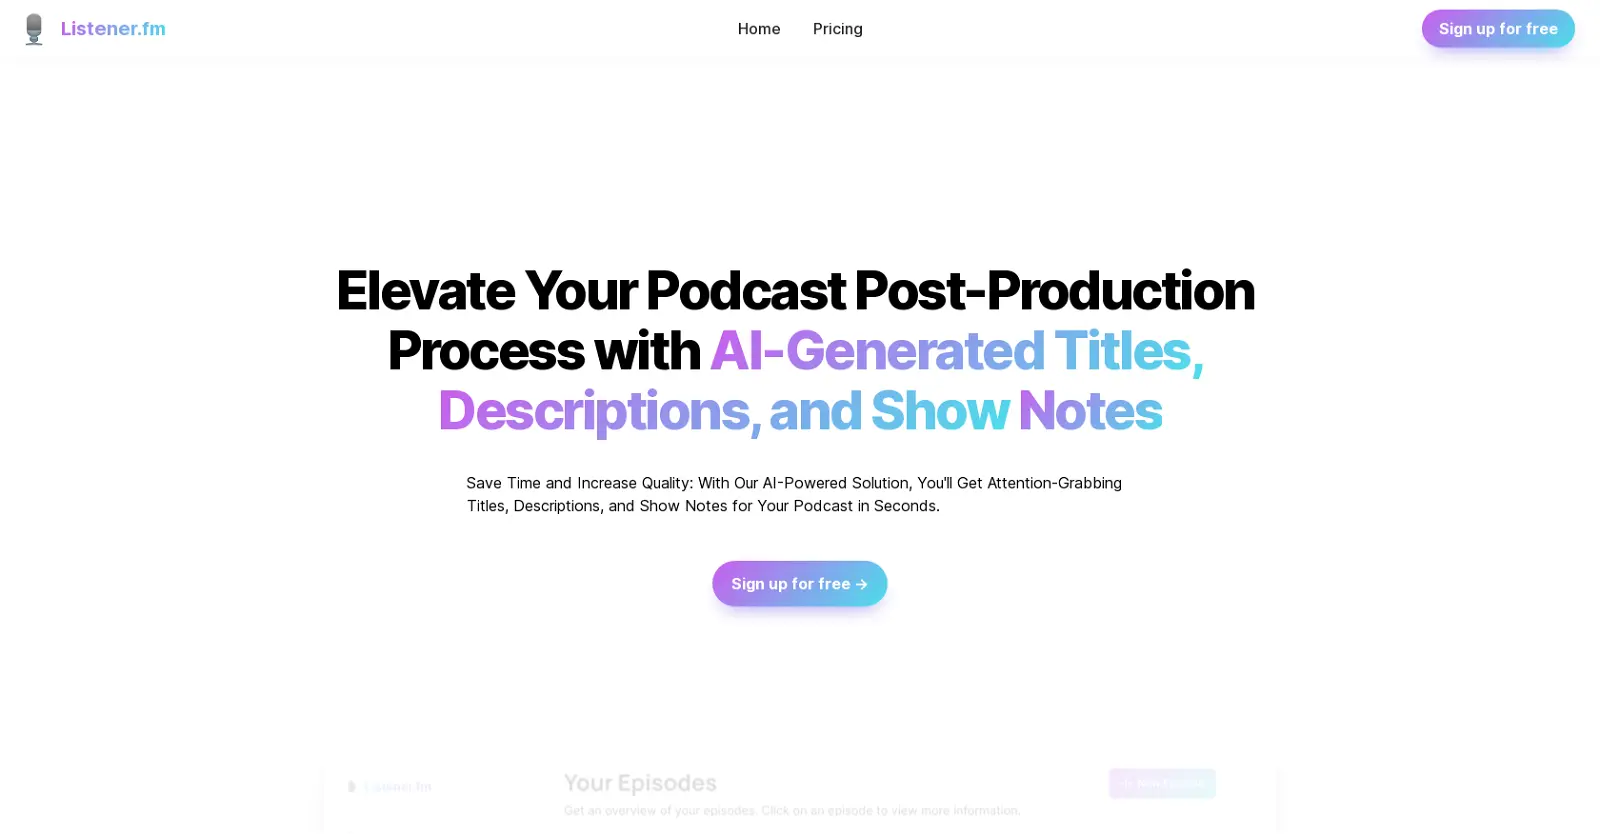 Listener.fm
Home
Pricing
Sign up for free
Elevate Your Podcast Post-Production
Process with AI-Generated Titles,
Descriptions, and Show Notes
Save Time and Increase Quality: With Our AI-Powered Solution, You'll Get Attention-Grabbing
Titles, Descriptions, and Show Notes for Your Podcast in Seconds.
Sign up for free →
Listener.fm
Your Episodes
Get an overview of your episodes. Click on an episode to view more information.